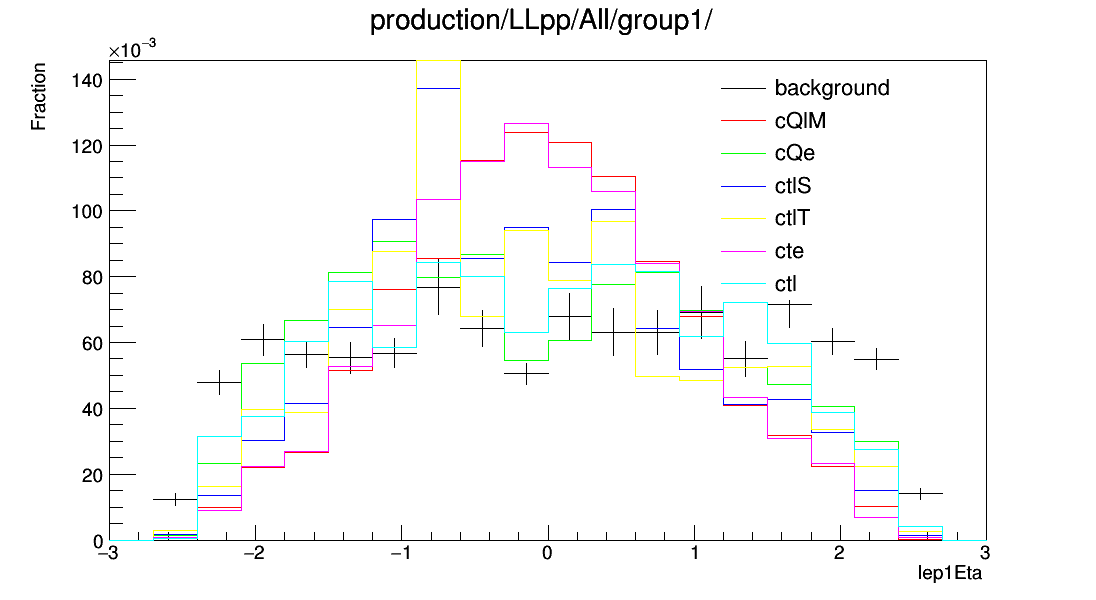 production/LLpp/All/group1/
×10⁻³
Fraction
140
120
100
80
60
40
20
0
background
cQlM
cQe
ctlS
ctlT
cte
ctl
−3 −2 −1 0 1 2 3
lep1Eta